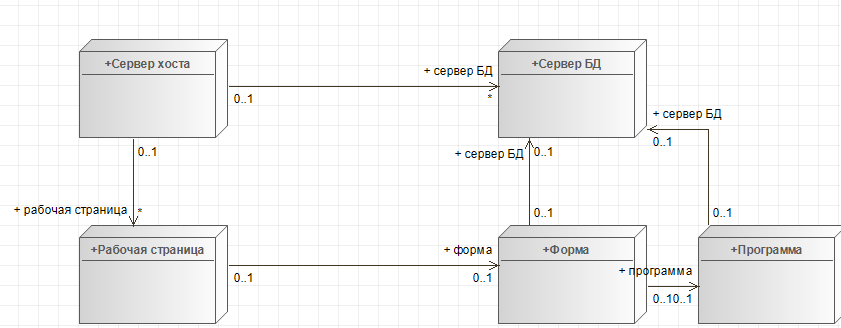 +Сервер хоста
+Сервер БД
+ сервер БД
0..1
*
+ сервер БД
0..1
0..1
+ сервер БД
0..1
+ рабочая страница
*
0..1
0..1
+Рабочая страница
+ форма
+Форма
+Программа
+ программа
0..1
0..1
0..10..1